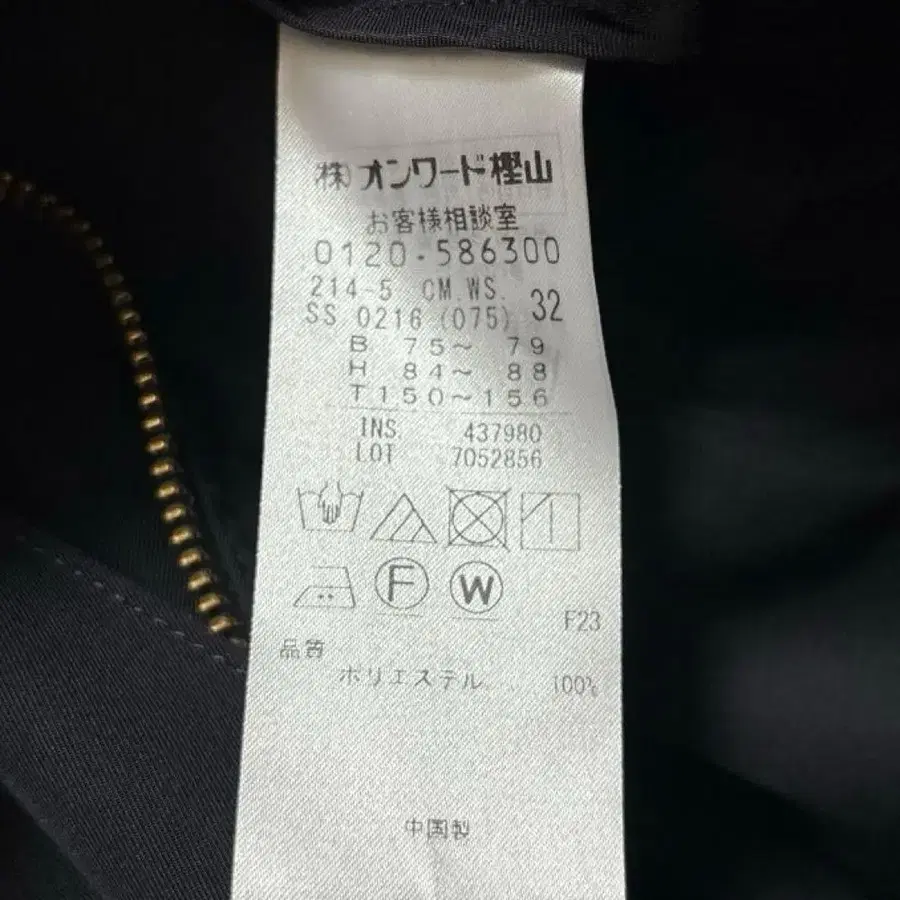 ㈱オンワード樫山
お客様相談室
0120-586300
214-5 CM.WS. 32
SS 0216 (075)
B 75～ 79
H 84～ 88
T150～156
INS. 437980
LOT 7052856
F
W
F23
品質
ポリエステル... 100%
中国製